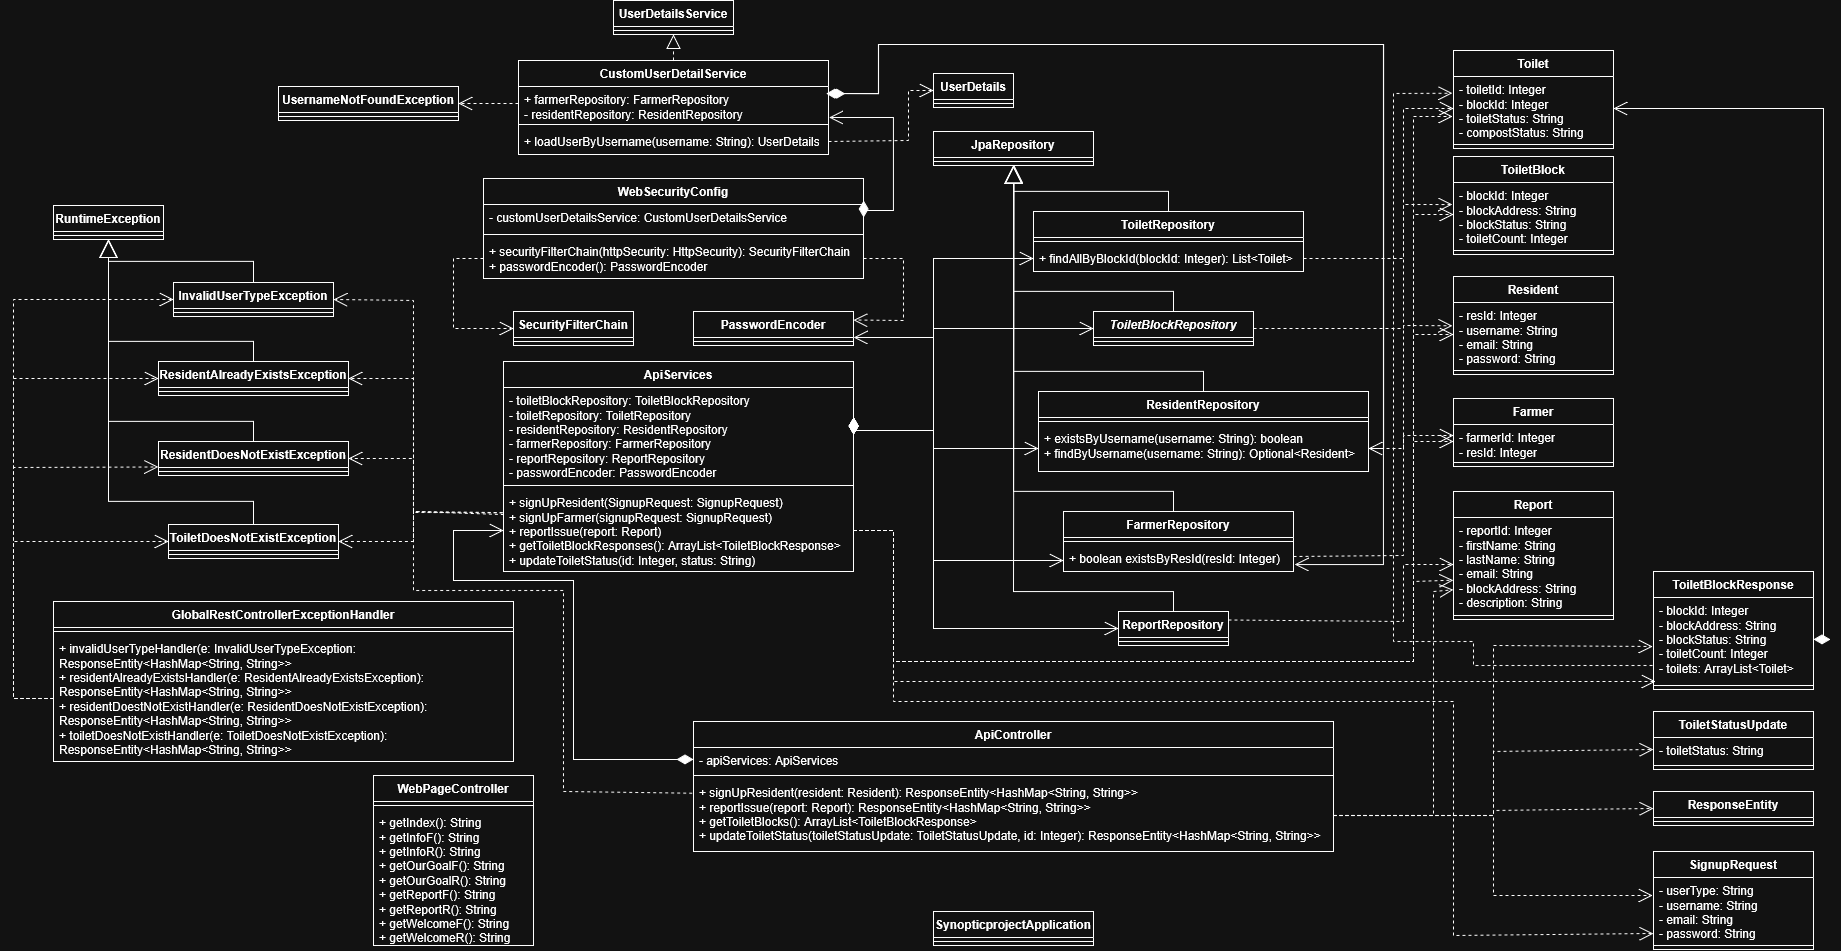 UserDetailsService
CustomUserDetailService
+ farmerRepository: FarmerRepository
- residentRepository: ResidentRepository
+ loadUserByUsername(username: String): UserDetails
UsernameNotFoundException
UserDetails
JpaRepository
WebSecurityConfig
- customUserDetailsService: CustomUserDetailsService
+ securityFilterChain(httpSecurity: HttpSecurity): SecurityFilterChain
+ passwordEncoder(): PasswordEncoder
RuntimeException
InvalidUserTypeException
ResidentAlreadyExistsException
ResidentDoesNotExistException
ToiletDoesNotExistException
SecurityFilterChain
PasswordEncoder
ApiServices
- toiletBlockRepository: ToiletBlockRepository
- toiletRepository: ToiletRepository
- residentRepository: ResidentRepository
- farmerRepository: FarmerRepository
- reportRepository: ReportRepository
- passwordEncoder: PasswordEncoder
+ signUpResident(SignupRequest: SignupRequest)
+ signUpFarmer(signupRequest: SignupRequest)
+ reportIssue(report: Report)
+ getToiletBlockResponses(): ArrayList<ToiletBlockResponse>
+ updateToiletStatus(id: Integer, status: String)
ToiletRepository
+ findAllByBlockId(blockId: Integer): List<Toilet>
ToiletBlockRepository
ResidentRepository
+ existsByUsername(username: String): boolean
+ findByUsername(username: String): Optional<Resident>
FarmerRepository
+ boolean existsByResId(resId: Integer)
ReportRepository
Toilet
- toiletId: Integer
- blockId: Integer
- toiletStatus: String
- compostStatus: String
ToiletBlock
- blockId: Integer
- blockAddress: String
- blockStatus: String
- toiletCount: Integer
Resident
- resId: Integer
- username: String
- email: String
- password: String
Farmer
- farmerId: Integer
- resId: Integer
Report
- reportId: Integer
- firstName: String
- lastName: String
- email: String
- blockAddress: String
- description: String
ToiletBlockResponse
- blockId: Integer
- blockAddress: String
- blockStatus: String
- toiletCount: Integer
- toilets: ArrayList<Toilet>
ToiletStatusUpdate
- toiletStatus: String
ResponseEntity
SignupRequest
- userType: String
- username: String
- email: String
- password: String
GlobalRestControllerExceptionHandler
+ invalidUserTypeHandler(e: InvalidUserTypeException:
ResponseEntity<HashMap<String, String>>
+ residentAlreadyExistsHandler(e: ResidentAlreadyExistsException):
ResponseEntity<HashMap<String, String>>
+ residentDoestNotExistHandler(e: ResidentDoesNotExistException):
ResponseEntity<HashMap<String, String>>
+ toiletDoesNotExistHandler(e: ToiletDoesNotExistException):
ResponseEntity<HashMap<String, String>>
ApiController
- apiServices: ApiServices
+ signUpResident(resident: Resident): ResponseEntity<HashMap<String, String>>
+ reportIssue(report: Report): ResponseEntity<HashMap<String, String>>
+ getToiletBlocks(): ArrayList<ToiletBlockResponse>
+ updateToiletStatus(toiletStatusUpdate: ToiletStatusUpdate, id: Integer): ResponseEntity<HashMap<String, String>>
WebPageController
+ getIndex(): String
+ getInfoF(): String
+ getInfoR(): String
+ getOurGoalF(): String
+ getOurGoalR(): String
+ getReportF(): String
+ getReportR(): String
+ getWelcomeF(): String
+ getWelcomeR(): String
SynopticprojectApplication